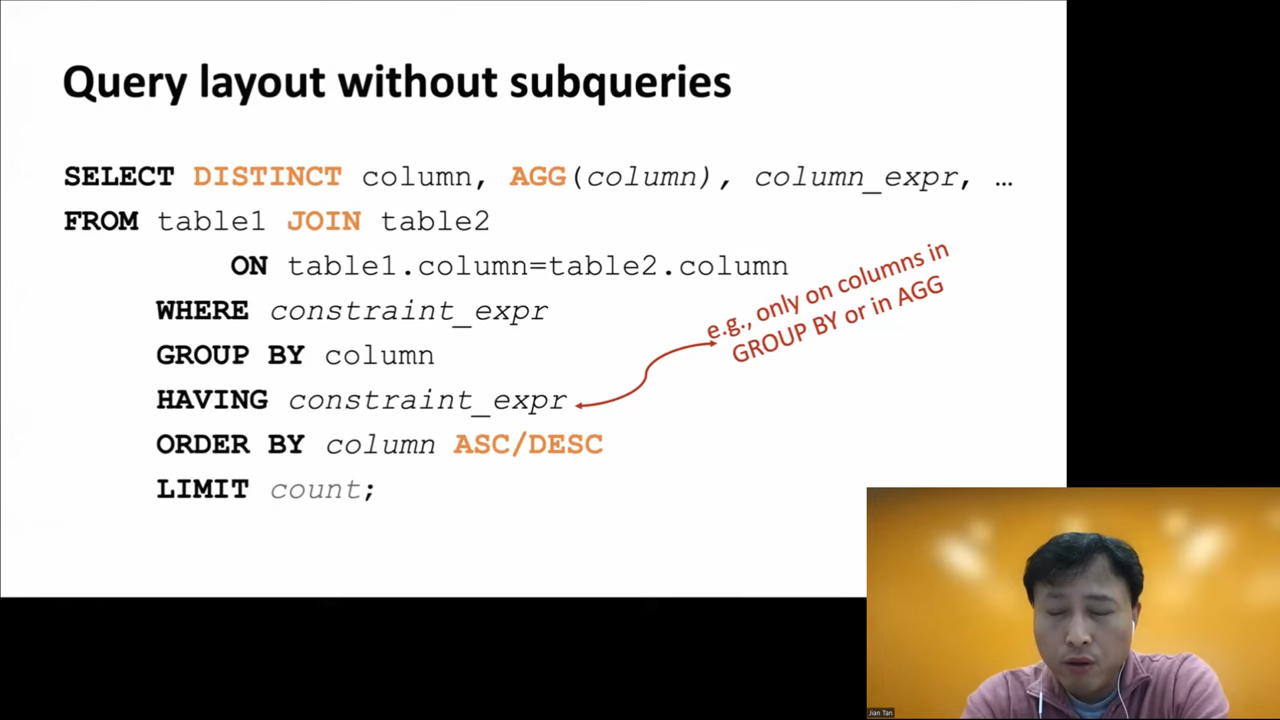 Query layout without subqueries
SELECT DISTINCT column, AGG(column), column_expr, …
FROM table1 JOIN table2
ON table1.column=table2.column
WHERE constraint_expr
GROUP BY column
HAVING constraint_expr
ORDER BY column ASC/DESC
LIMIT count;
e.g., only on columns in
GROUP BY or in AGG
Jian Tan